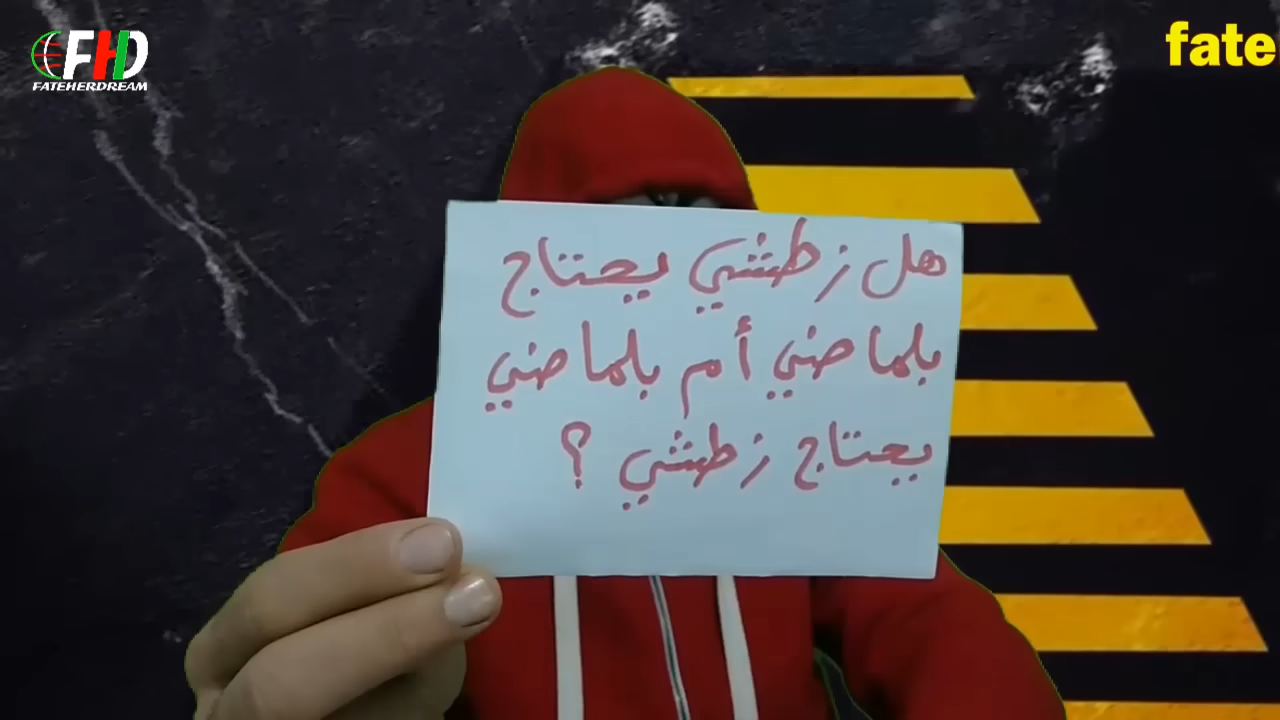 FHD
FATEHERDREAM
fate
هل زطشي يحتاج
بلماضي أم بلماضي
يحتاج زطشي ؟